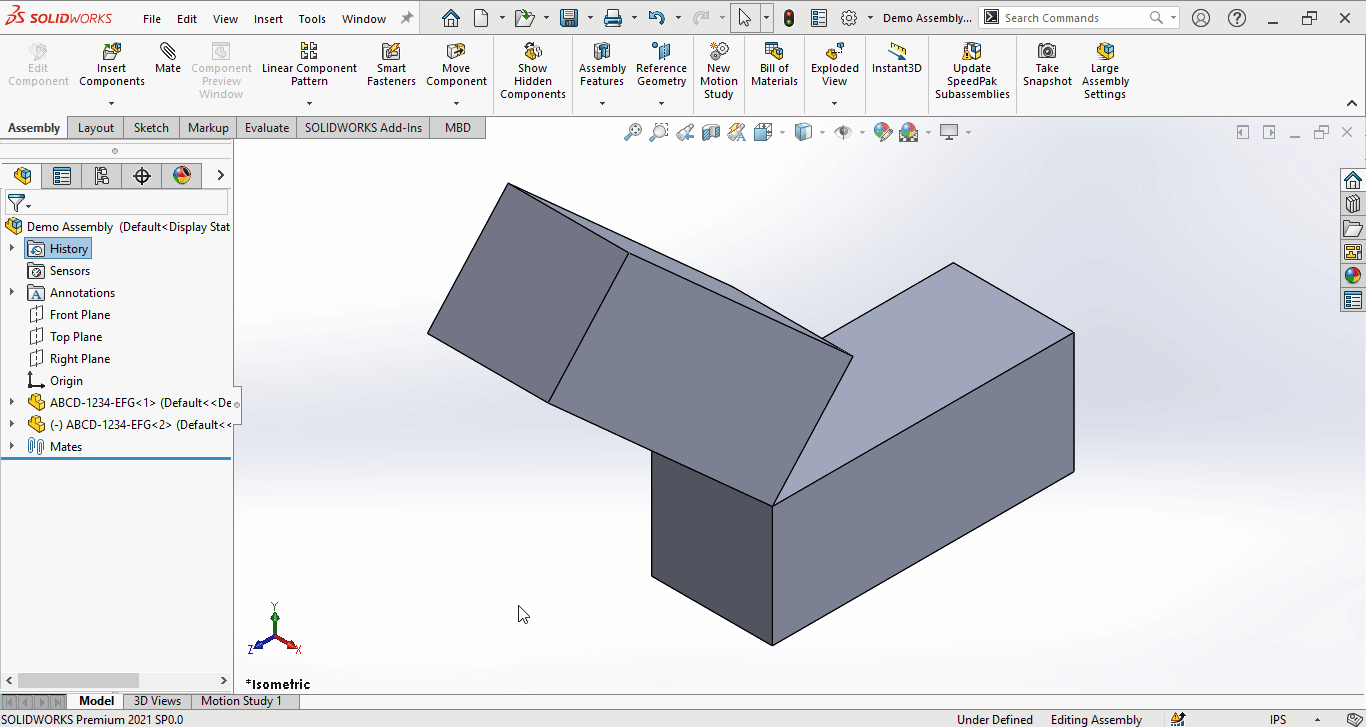 SOLIDWORKS File Edit View Insert Tools Window Demo Assembly... Search Commands
Edit Component
Insert Components
Mate
Component Preview Window
Linear Component Pattern
Smart Fasteners
Move Component
Show Hidden Components
Assembly Features
Reference Geometry
New Motion Study
Bill of Materials
Exploded View
Instant3D
Update SpeedPak Subassemblies
Take Snapshot
Large Assembly Settings
Assembly Layout Sketch Markup Evaluate SOLIDWORKS Add-Ins MBD
Demo Assembly (Default<Display Stat
History
Sensors
Annotations
Front Plane
Top Plane
Right Plane
Origin
ABCD-1234-EFG<1> (Default<<De
(-) ABCD-1234-EFG<2> (Default<<
Mates
Y
Z X
*Isometric
Model 3D Views Motion Study 1
SOLIDWORKS Premium 2021 SP0.0 Under Defined Editing Assembly IPS